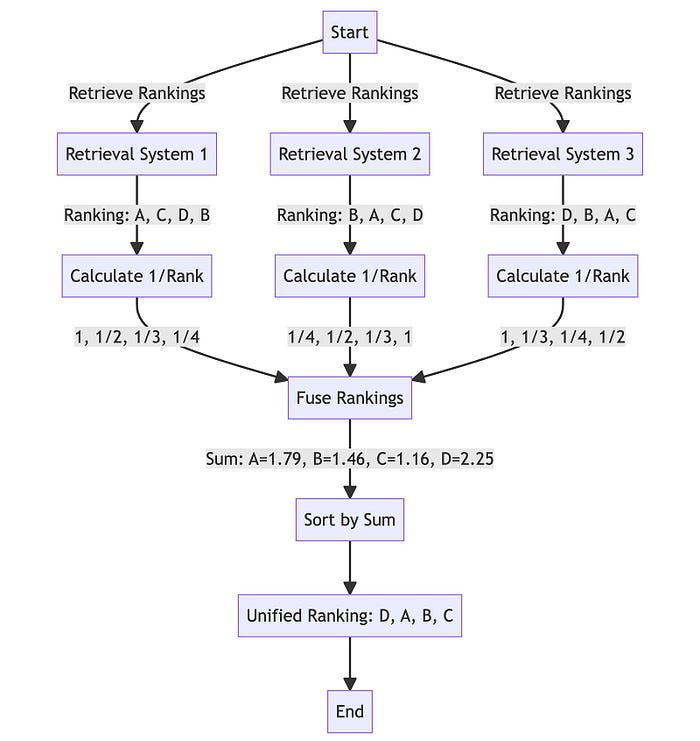 Start
Retrieve Rankings
Retrieve Rankings
Retrieve Rankings
Retrieval System 1
Retrieval System 2
Retrieval System 3
Ranking: A, C, D, B
Ranking: B, A, C, D
Ranking: D, B, A, C
Calculate 1/Rank
Calculate 1/Rank
Calculate 1/Rank
1, 1/2, 1/3, 1/4
1/4, 1/2, 1/3, 1
1, 1/3, 1/4, 1/2
Fuse Rankings
Sum: A=1.79, B=1.46, C=1.16, D=2.25
Sort by Sum
Unified Ranking: D, A, B, C
End